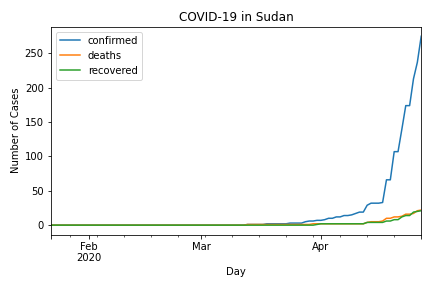 COVID-19 in Sudan
confirmed
deaths
recovered
Number of Cases
250
200
150
100
50
0
Feb
2020
Mar
Apr
Day